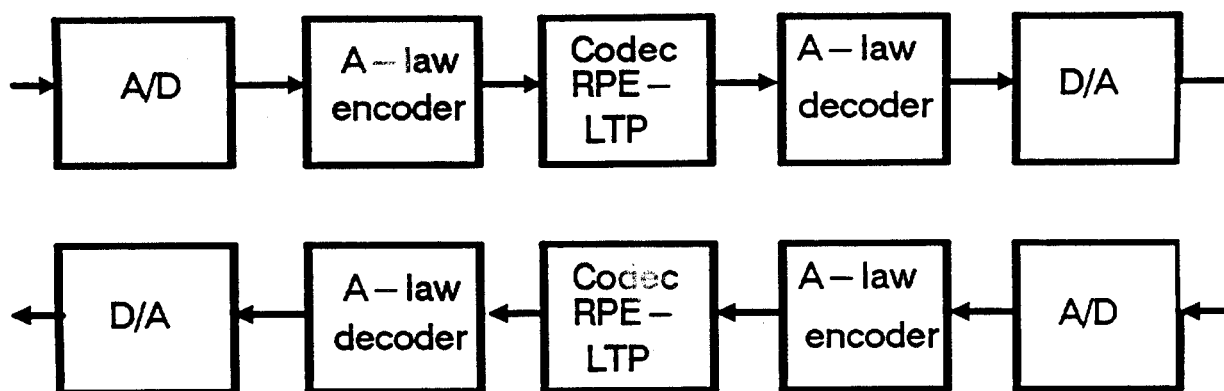 A/D
A – law
encoder
Codec
RPE –
LTP
A – law
decoder
D/A
D/A
A – law
decoder
Codec
RPE –
LTP
A – law
encoder
A/D